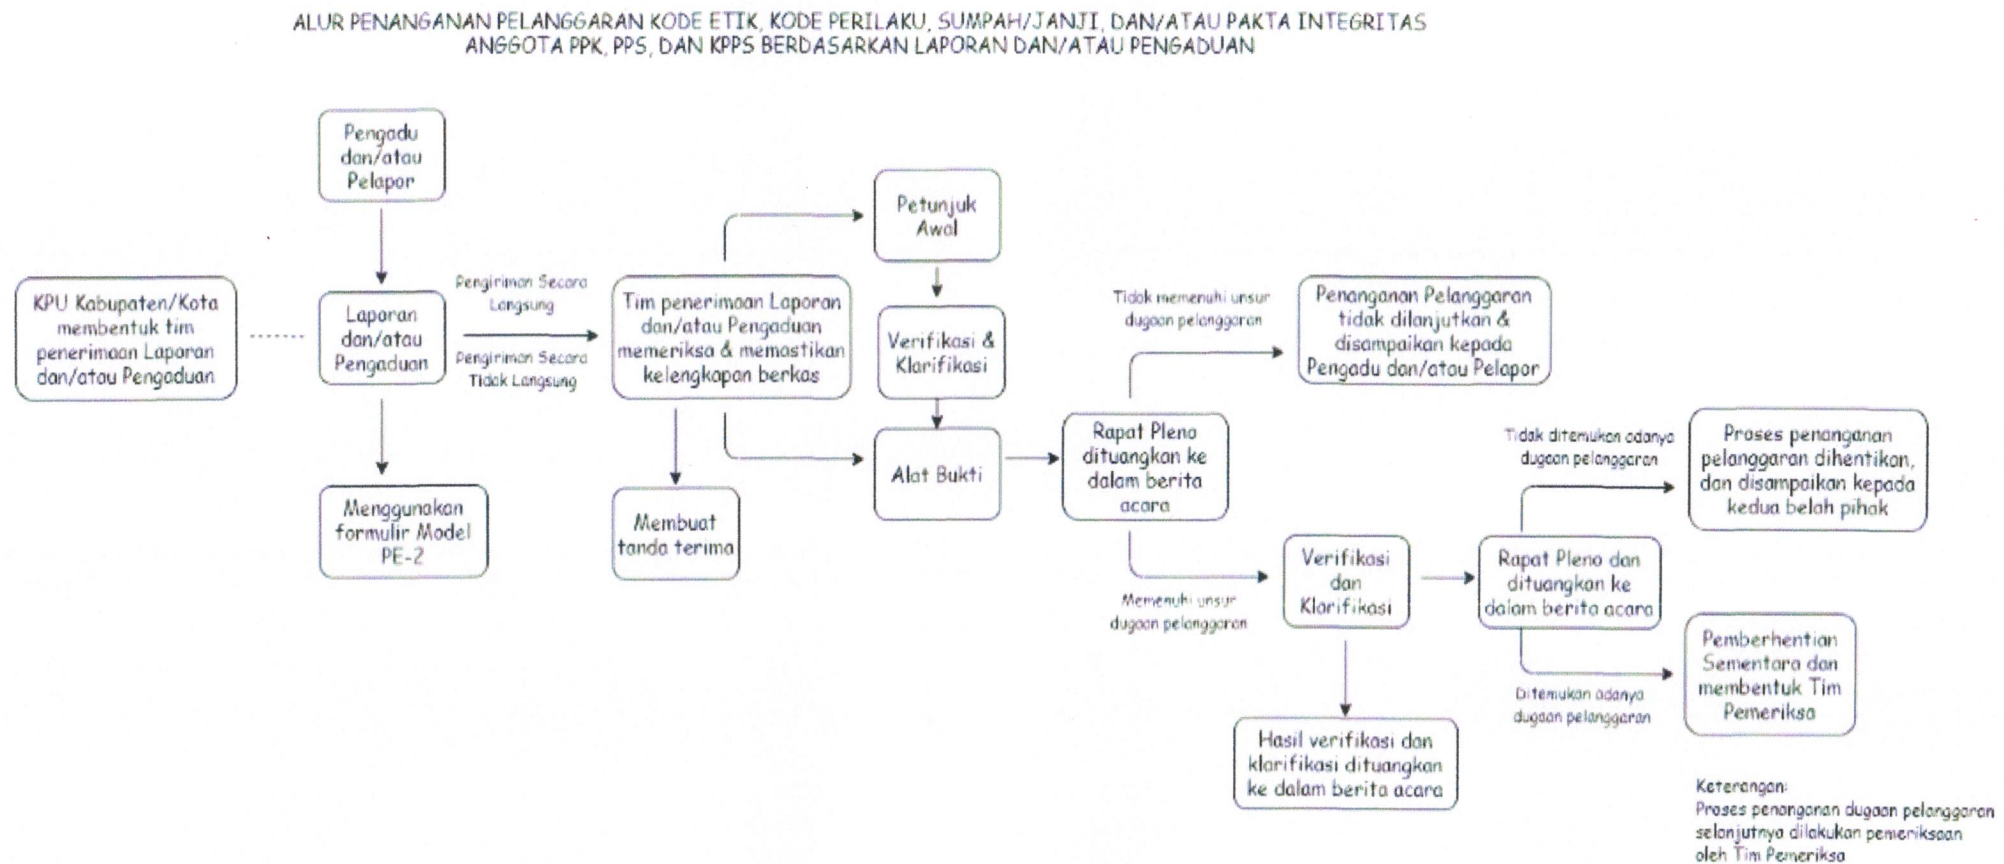 ALUR PENANGANAN PELANGGARAN KODE ETIK, KODE PERILAKU, SUMPAH/JANJI, DAN/ATAU PAKTA INTEGRITAS
ANGGOTA PPK, PPS, DAN KPPS BERDASARKAN LAPORAN DAN/ATAU PENGADUAN
Pengadu
dan/atau
Pelapor
KPU Kabupaten/Kota
membentuk tim
penerimaan Laporan
dan/atau Pengaduan
Laporan
dan/atau
Pengaduan
Menggunakan
formulir Model
PE-2
Pengiriman Secara
Langsung
Pengiriman Secara
Tidak Langsung
Tim penerimaan Laporan
dan/atau Pengaduan
memeriksa & memastikan
kelengkapan berkas
Membuat
tanda terima
Petunjuk
Awal
Verifikasi &
Klarifikasi
Alat Bukti
Rapat Pleno
dituangkan ke
dalam berita
acara
Tidak memenuhi unsur
dugaan pelanggaran
Penanganan Pelanggaran
tidak dilanjutkan &
disampaikan kepada
Pengadu dan/atau Pelapor
Memenuhi unsur
dugaan pelanggaran
Verifikasi
dan
Klarifikasi
Hasil verifikasi dan
klarifikasi dituangkan
ke dalam berita acara
Rapat Pleno dan
dituangkan ke
dalam berita acara
Tidak ditemukan adanya
dugaan pelanggaran
Proses penanganan
pelanggaran dihentikan,
dan disampaikan kepada
kedua belah pihak
Ditemukan adanya
dugaan pelanggaran
Pemberhentian
Sementara dan
membentuk Tim
Pemeriksa
Keterangan:
Proses penanganan dugaan pelanggaran
selanjutnya dilakukan pemeriksaan
oleh Tim Pemeriksa